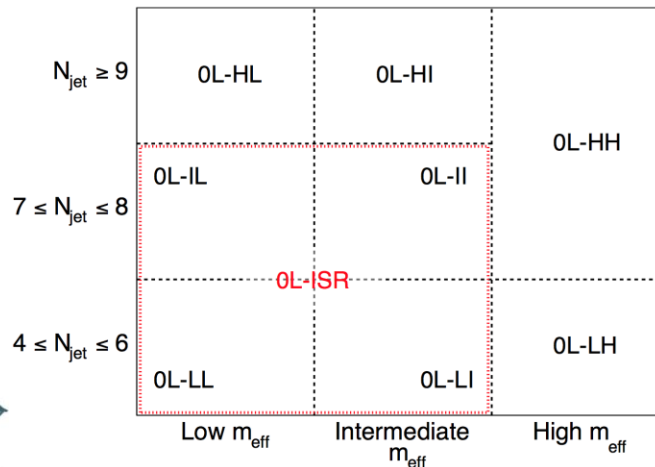 N_jet ≥ 9
0L-HL
0L-HI
0L-HH
7 ≤ N_jet ≤ 8
0L-IL
0L-II
0L-ISR
4 ≤ N_jet ≤ 6
0L-LH
0L-LL
0L-LI
Low m_eff
Intermediate
m_eff
High m_eff